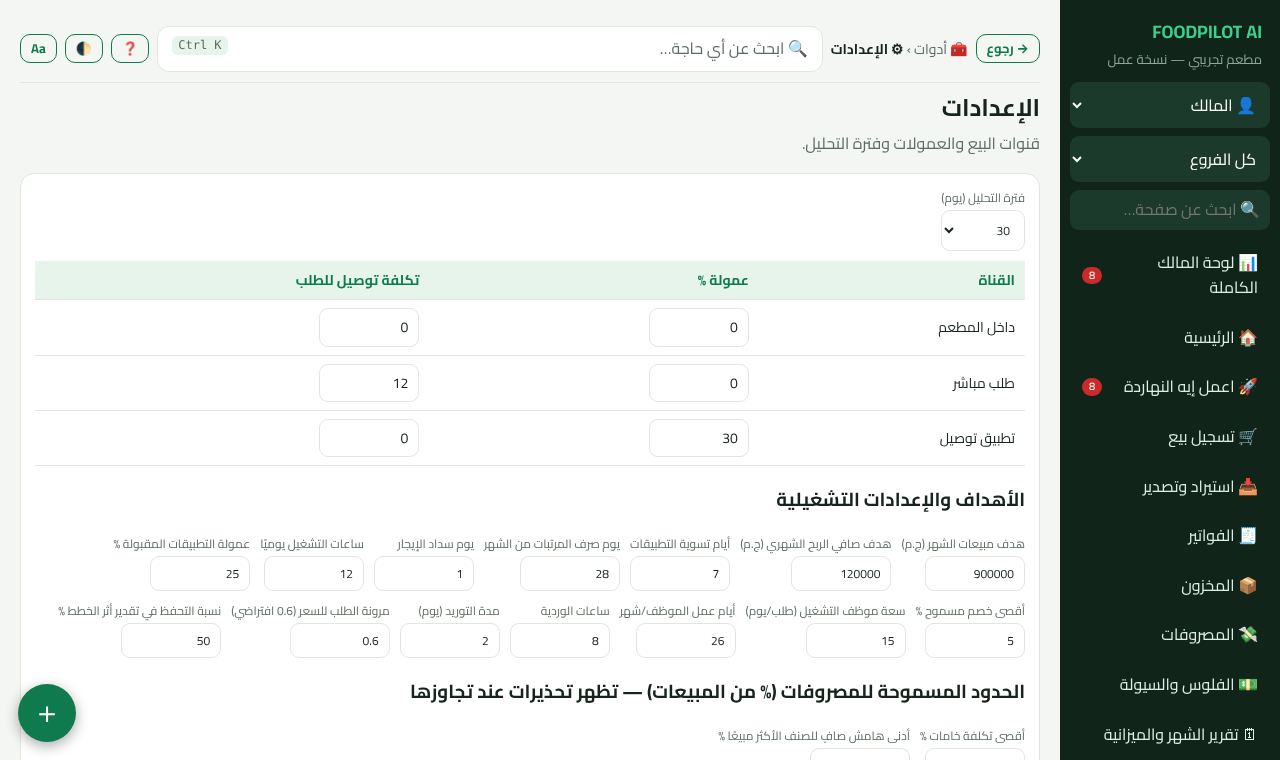 FOODPILOT AI
مطعم تجريبي — نسخة عمل
👤 المالك
كل الفروع
🔍 ابحث عن صفحة...
📊 لوحة المالك الكاملة
8
🏠 الرئيسية
🚀 اعمل إيه النهاردة
8
🛒 تسجيل بيع
📥 استيراد وتصدير
🧾 الفواتير
📦 المخزون
💸 المصروفات
💵 الفلوس والسيولة
🗓 تقرير الشهر والميزانية
→ رجوع
🧰 أدوات › ⚙ الإعدادات
🔍 ابحث عن أي حاجة...
Ctrl K
❓
🌓
Aa
الإعدادات
قنوات البيع والعمولات وفترة التحليل.
فترة التحليل (يوم)
30
القناة عمولة % تكلفة توصيل للطلب
داخل المطعم 0 0
طلب مباشر 0 12
تطبيق توصيل 30 0
الأهداف والإعدادات التشغيلية
هدف مبيعات الشهر (ج.م) هدف صافي الربح الشهري (ج.م) أيام تسوية التطبيقات يوم صرف المرتبات من الشهر يوم سداد الإيجار ساعات التشغيل يوميًا عمولة التطبيقات المقبولة %
900000 120000 7 28 1 12 25
أقصى خصم مسموح % سعة موظف التشغيل (طلب/يوم) أيام عمل الموظف/شهر ساعات الوردية مدة التوريد (يوم) مرونة الطلب للسعر (0.6 افتراضي) نسبة التحفظ في تقدير أثر الخطط %
5 15 26 8 2 0.6 50
الحدود المسموحة للمصروفات (% من المبيعات) — تظهر تحذيرات عند تجاوزها
أقصى تكلفة خامات % أدنى هامش صافٍ للصنف الأكثر مبيعًا %
+